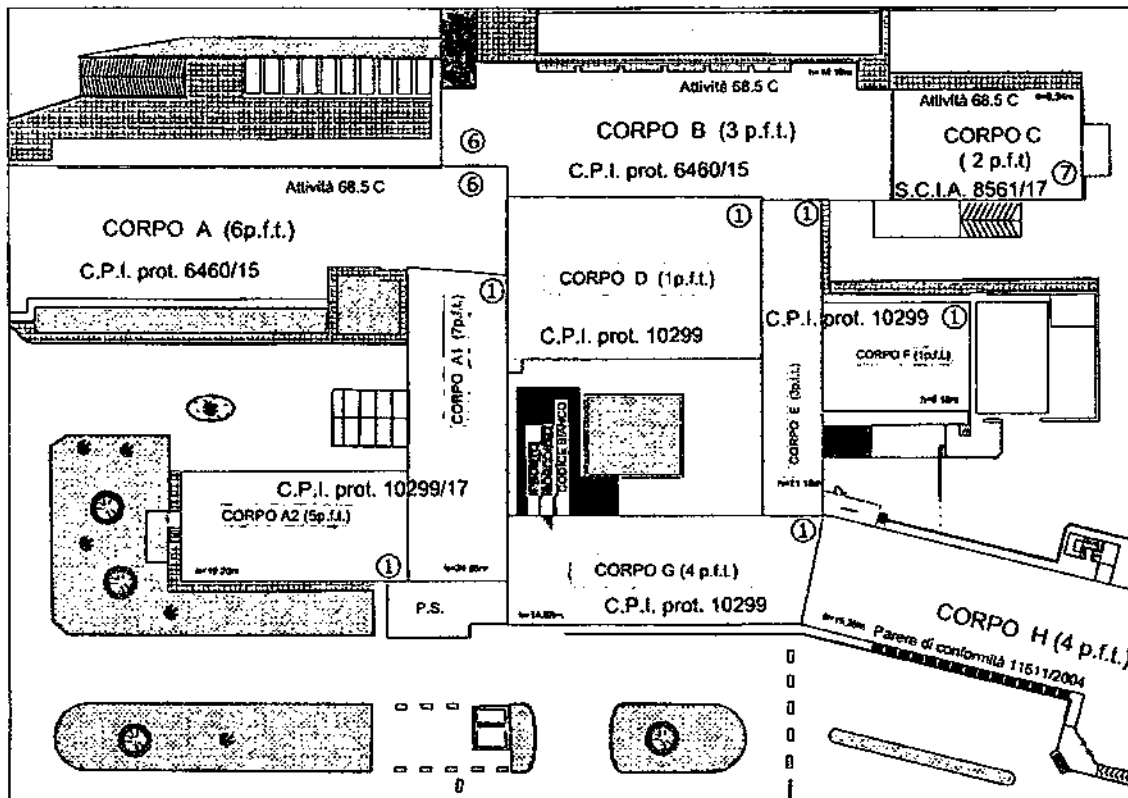 Attività 68.5 C
CORPO B (3 p.f.t.)
C.P.I. prot. 6460/15
Attività 68.5 C
CORPO C
( 2 p.f.t)
S.C.I.A. 8561/17
⑦
⑥
⑥
Attività 68.5 C
CORPO A (6p.f.t.)
C.P.I. prot. 6460/15
①
CORPO D (1p.f.t.)
C.P.I. prot. 10299
①
C.P.I. prot. 10299
CORPO E (3p.f.t.)
①
CORPO F (1p.f.t.)
①
CORPO A1 (7p.f.t.)
C.P.I. prot. 10299/17
CORPO A2 (5p.f.t.)
①
P.S.
CODICE BIANCO
①
CORPO G (4 p.f.t.)
C.P.I. prot. 10299
CORPO H (4 p.f.t.)
Parere di conformità 11511/2004